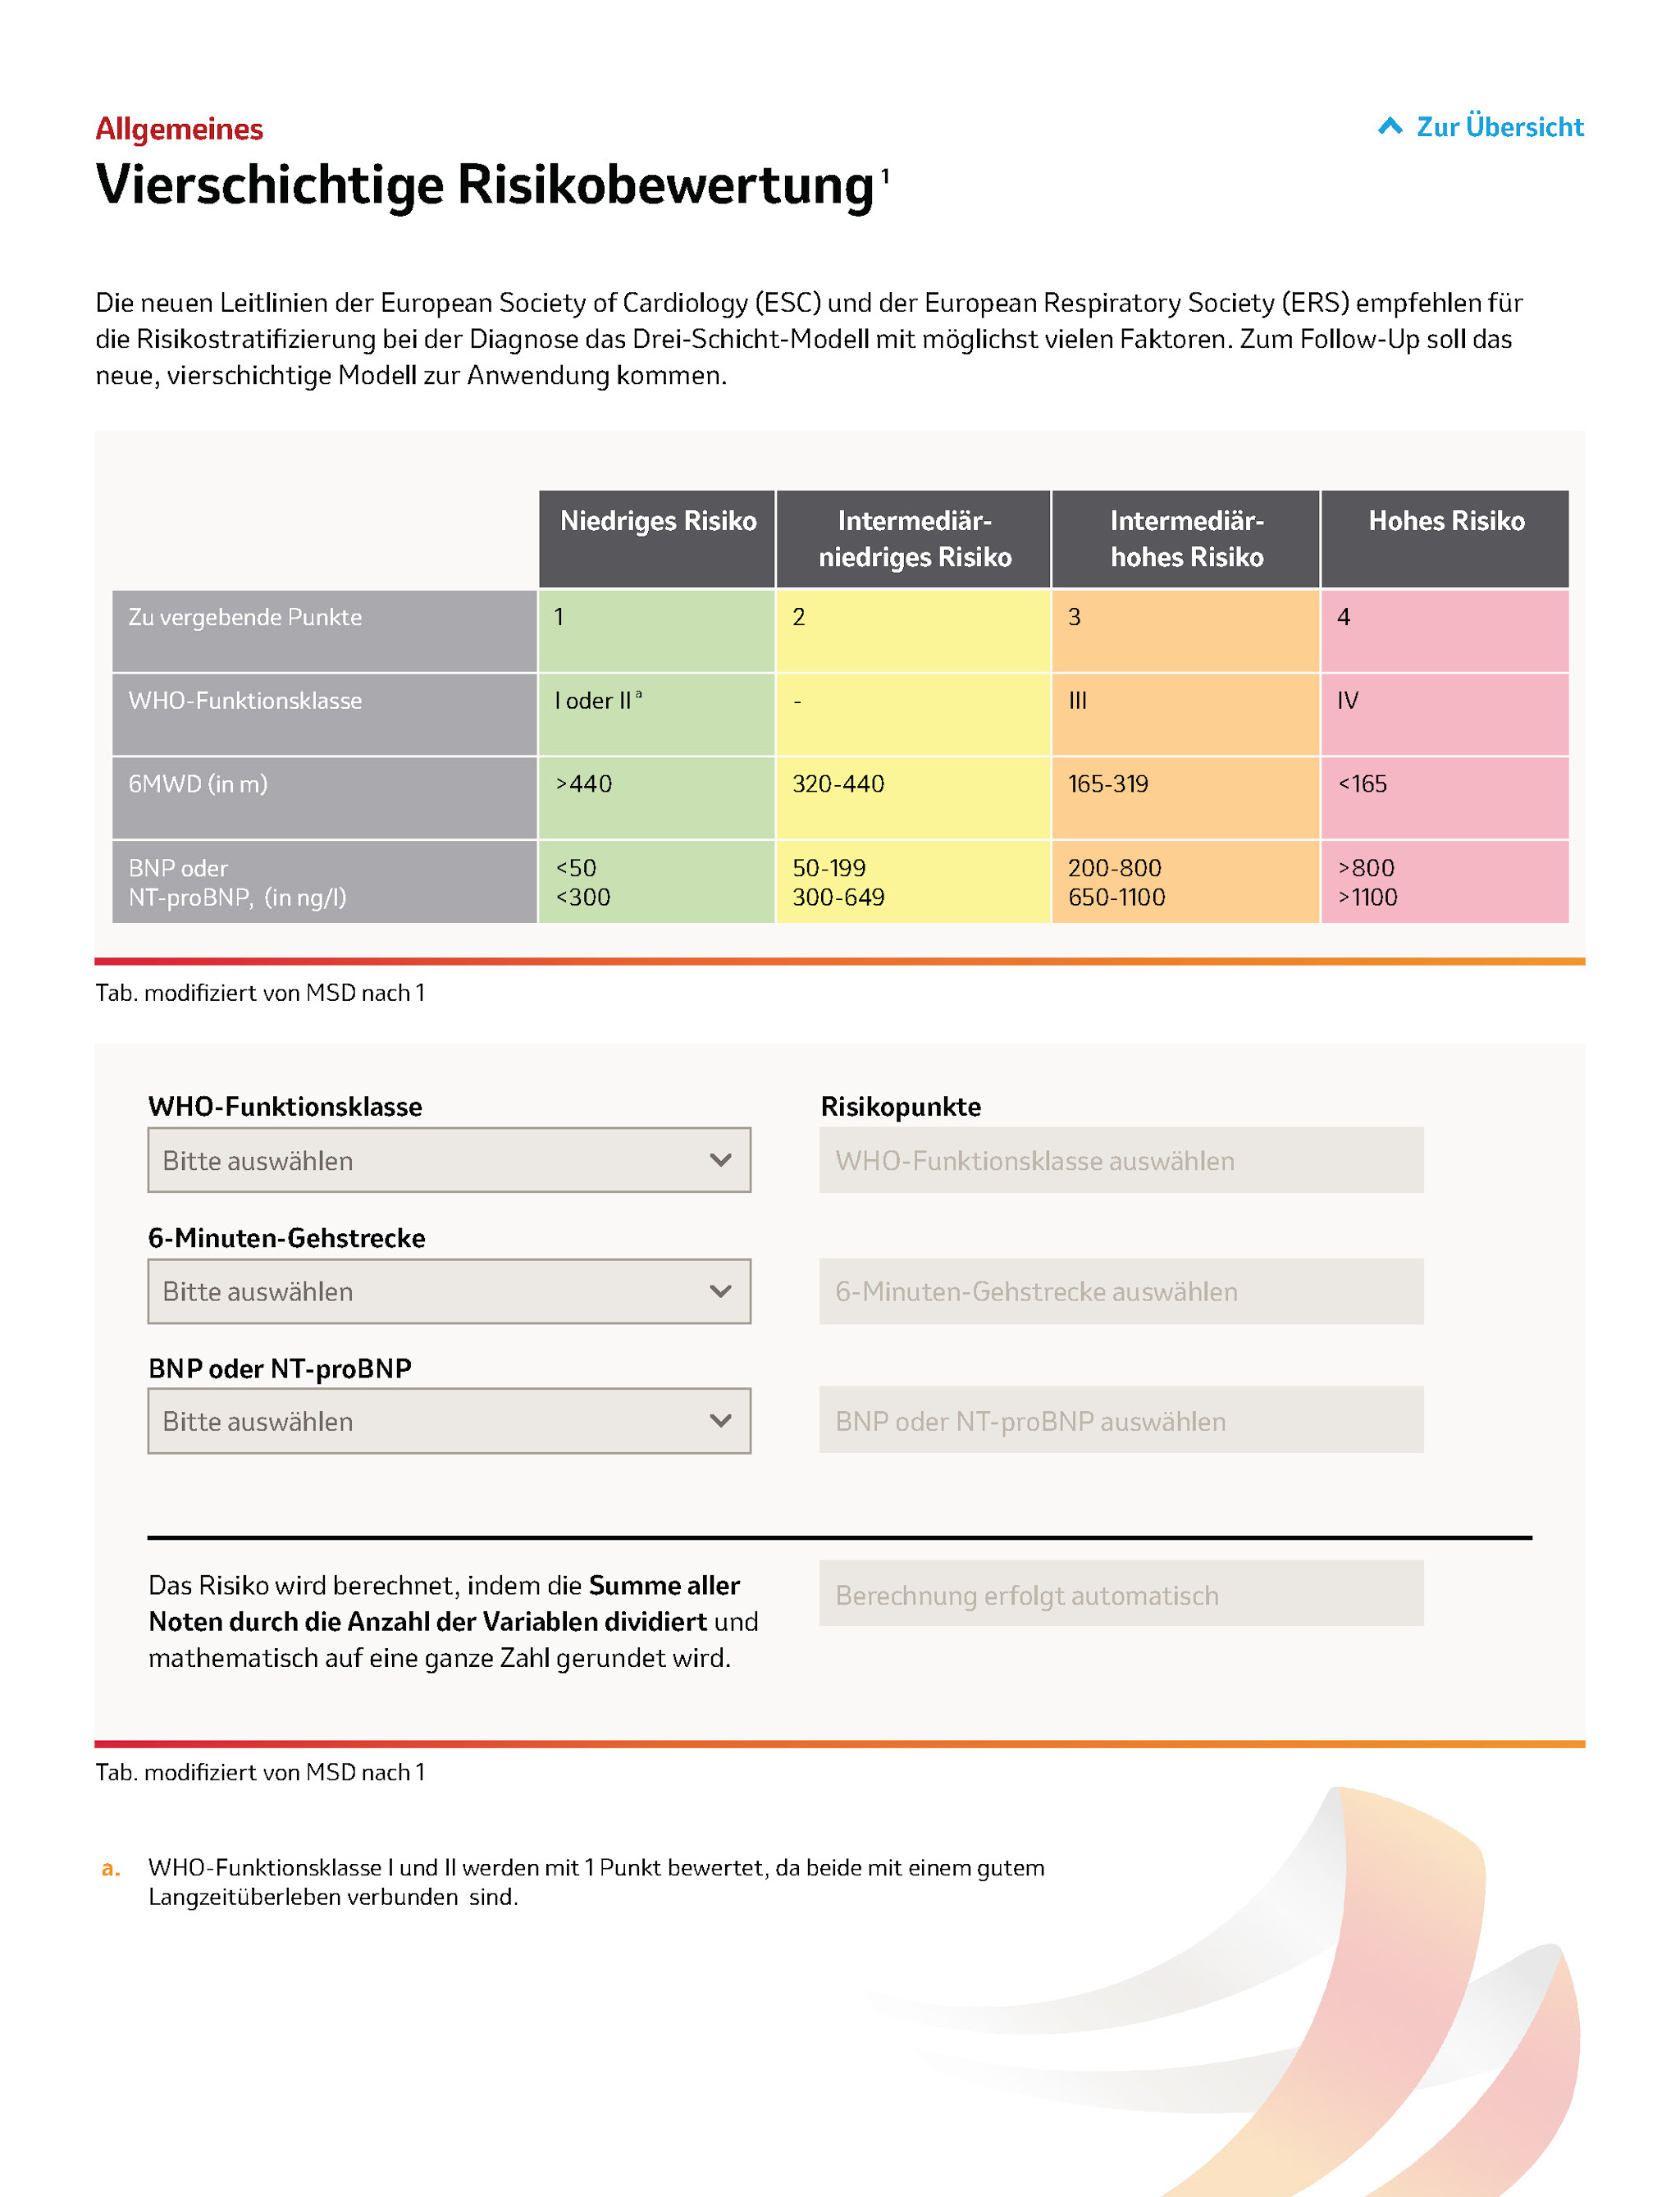 Allgemeines
Zur Übersicht
Vierschichtige Risikobewertung¹
Die neuen Leitlinien der European Society of Cardiology (ESC) und der European Respiratory Society (ERS) empfehlen für
die Risikostratifizierung bei der Diagnose das Drei-Schicht-Modell mit möglichst vielen Faktoren. Zum Follow-Up soll das
neue, vierschichtige Modell zur Anwendung kommen.
Niedriges Risiko Intermediär-niedriges Risiko Intermediär-hohes Risiko Hohes Risiko
Zu vergebende Punkte 1 2 3 4
WHO-Funktionsklasse I oder II ᵃ - III IV
6MWD (in m) >440 320-440 165-319 <165
BNP oder <50 50-199 200-800 >800
NT-proBNP, (in ng/l) <300 300-649 650-1100 >1100
Tab. modifiziert von MSD nach 1
WHO-Funktionsklasse Risikopunkte
Bitte auswählen WHO-Funktionsklasse auswählen
6-Minuten-Gehstrecke
Bitte auswählen 6-Minuten-Gehstrecke auswählen
BNP oder NT-proBNP
Bitte auswählen BNP oder NT-proBNP auswählen
Das Risiko wird berechnet, indem die Summe aller
Noten durch die Anzahl der Variablen dividiert und
mathematisch auf eine ganze Zahl gerundet wird.
Berechnung erfolgt automatisch
Tab. modifiziert von MSD nach 1
a. WHO-Funktionsklasse I und II werden mit 1 Punkt bewertet, da beide mit einem gutem
Langzeitüberleben verbunden sind.